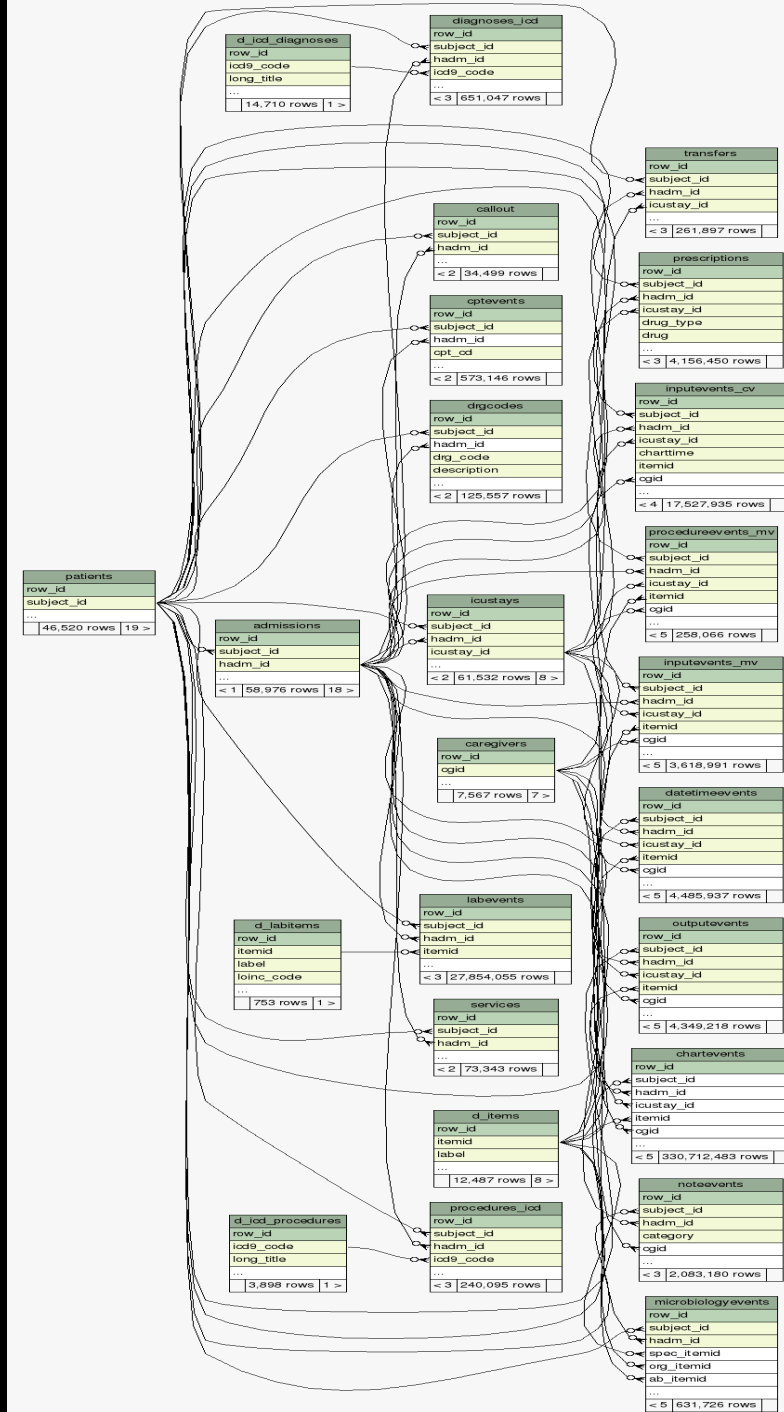 diagnoses_icd
row_id
subject_id
hadm_id
icd9_code
...
< 3 651,047 rows
d_icd_diagnoses
row_id
icd9_code
long_title
...
14,710 rows 1 >
transfers
row_id
subject_id
hadm_id
icustay_id
...
< 3 261,897 rows
callout
row_id
subject_id
hadm_id
...
< 2 34,499 rows
prescriptions
row_id
subject_id
hadm_id
icustay_id
drug_type
drug
...
< 3 4,156,450 rows
cptevents
row_id
subject_id
hadm_id
cpt_cd
...
< 2 573,146 rows
inputevents_cv
row_id
subject_id
hadm_id
icustay_id
charttime
itemid
cgid
...
< 4 17,527,935 rows
drgcodes
row_id
subject_id
hadm_id
drg_code
description
...
< 2 125,557 rows
procedureevents_mv
row_id
subject_id
hadm_id
icustay_id
itemid
cgid
...
< 5 258,066 rows
patients
row_id
subject_id
...
46,520 rows 19 >
admissions
row_id
subject_id
hadm_id
...
< 1 58,976 rows 18 >
icustays
row_id
subject_id
hadm_id
icustay_id
...
< 2 61,532 rows 8 >
inputevents_mv
row_id
subject_id
hadm_id
icustay_id
itemid
cgid
...
< 5 3,618,991 rows
caregivers
row_id
cgid
...
7,567 rows 7 >
datetimeevents
row_id
subject_id
hadm_id
icustay_id
itemid
cgid
...
< 5 4,485,937 rows
labevents
row_id
subject_id
hadm_id
itemid
...
< 3 27,854,055 rows
d_labitems
row_id
itemid
label
loinc_code
...
753 rows 1 >
outputevents
row_id
subject_id
hadm_id
icustay_id
itemid
cgid
...
< 5 4,349,218 rows
services
row_id
subject_id
hadm_id
...
< 2 73,343 rows
chartevents
row_id
subject_id
hadm_id
icustay_id
itemid
cgid
...
< 5 330,712,483 rows
d_items
row_id
itemid
label
...
12,487 rows 8 >
noteevents
row_id
subject_id
hadm_id
category
cgid
...
< 3 2,083,180 rows
procedures_icd
row_id
subject_id
hadm_id
icd9_code
...
< 3 240,095 rows
d_icd_procedures
row_id
icd9_code
long_title
...
3,898 rows 1 >
microbiologyevents
row_id
subject_id
hadm_id
spec_itemid
org_itemid
ab_itemid
...
< 5 631,726 rows